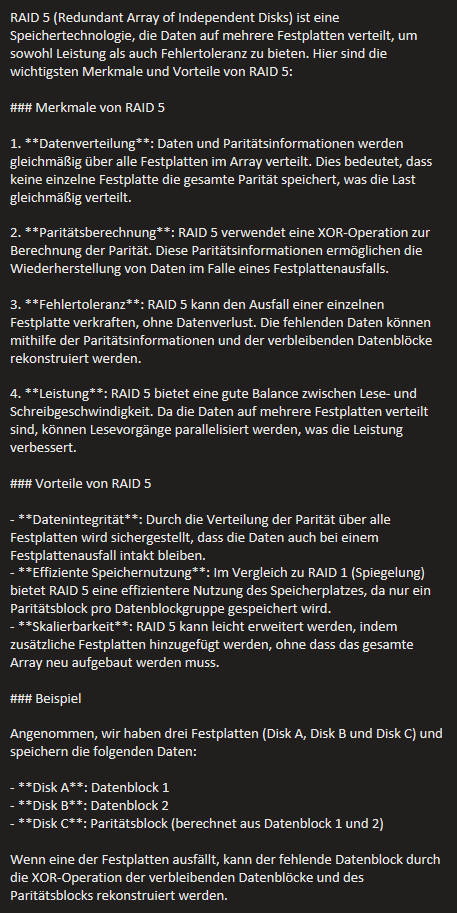 RAID 5 (Redundant Array of Independent Disks) ist eine
Speichertechnologie, die Daten auf mehrere Festplatten verteilt, um
sowohl Leistung als auch Fehlertoleranz zu bieten. Hier sind die
wichtigsten Merkmale und Vorteile von RAID 5:

### Merkmale von RAID 5

1. **Datenverteilung**: Daten und Paritätsinformationen werden
gleichmäßig über alle Festplatten im Array verteilt. Dies bedeutet, dass
keine einzelne Festplatte die gesamte Parität speichert, was die Last
gleichmäßig verteilt.

2. **Paritätsberechnung**: RAID 5 verwendet eine XOR-Operation zur
Berechnung der Parität. Diese Paritätsinformationen ermöglichen die
Wiederherstellung von Daten im Falle eines Festplattenausfalls.

3. **Fehlertoleranz**: RAID 5 kann den Ausfall einer einzelnen
Festplatte verkraften, ohne Datenverlust. Die fehlenden Daten können
mithilfe der Paritätsinformationen und der verbleibenden Datenblöcke
rekonstruiert werden.

4. **Leistung**: RAID 5 bietet eine gute Balance zwischen Lese- und
Schreibgeschwindigkeit. Da die Daten auf mehrere Festplatten verteilt
sind, können Lesevorgänge parallelisiert werden, was die Leistung
verbessert.

### Vorteile von RAID 5

- **Datenintegrität**: Durch die Verteilung der Parität über alle
Festplatten wird sichergestellt, dass die Daten auch bei einem
Festplattenausfall intakt bleiben.
- **Effiziente Speichernutzung**: Im Vergleich zu RAID 1 (Spiegelung)
bietet RAID 5 eine effizientere Nutzung des Speicherplatzes, da nur ein
Paritätsblock pro Datenblockgruppe gespeichert wird.
- **Skalierbarkeit**: RAID 5 kann leicht erweitert werden, indem
zusätzliche Festplatten hinzugefügt werden, ohne dass das gesamte
Array neu aufgebaut werden muss.

### Beispiel

Angenommen, wir haben drei Festplatten (Disk A, Disk B und Disk C) und
speichern die folgenden Daten:

- **Disk A**: Datenblock 1
- **Disk B**: Datenblock 2
- **Disk C**: Paritätsblock (berechnet aus Datenblock 1 und 2)

Wenn eine der Festplatten ausfällt, kann der fehlende Datenblock durch
die XOR-Operation der verbleibenden Datenblöcke und des
Paritätsblocks rekonstruiert werden.